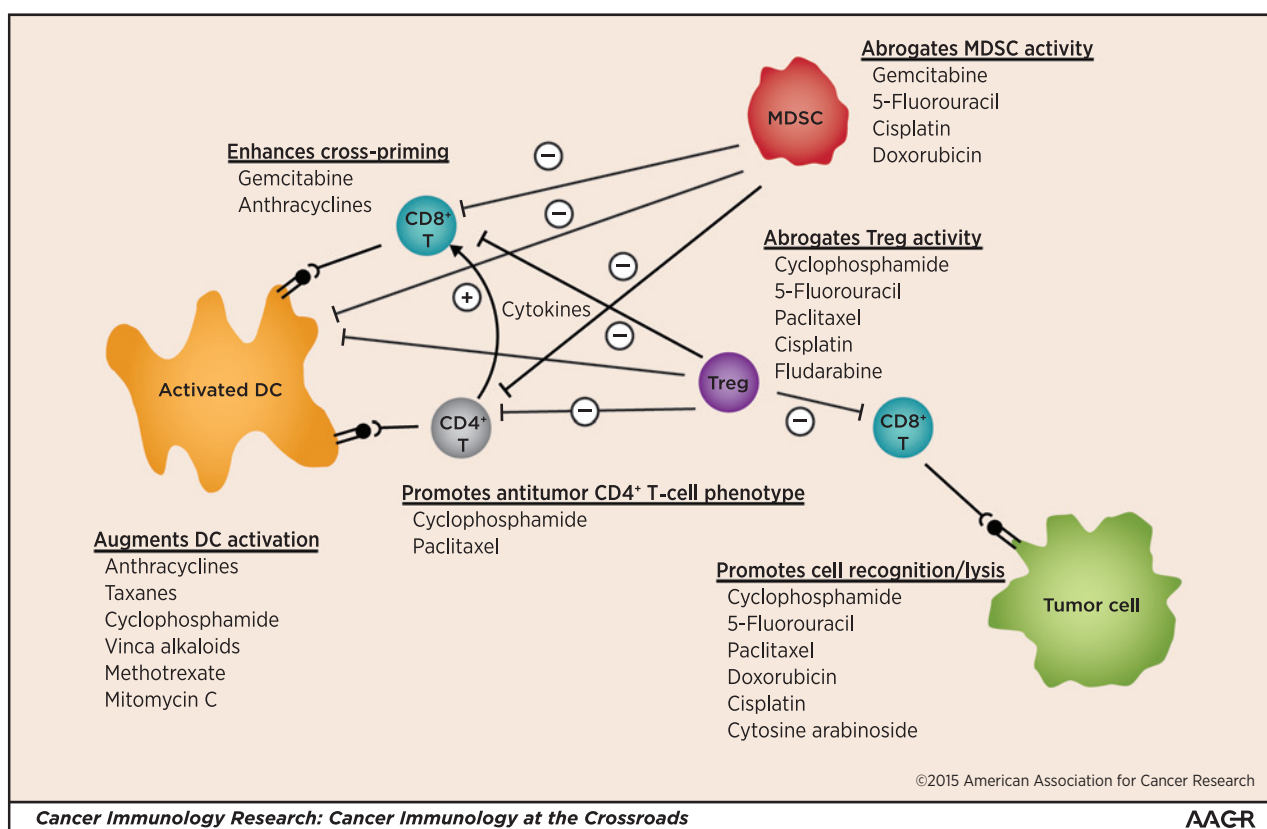 Abrogates MDSC activity
Gemcitabine
5-Fluorouracil
Cisplatin
Doxorubicin
MDSC
Enhances cross-priming
Gemcitabine
Anthracyclines
CD8⁺
T
−
−
−
−
+
Cytokines
Abrogates Treg activity
Cyclophosphamide
5-Fluorouracil
Paclitaxel
Cisplatin
Fludarabine
Activated DC
Treg
CD4⁺
T
−
−
CD8⁺
T
Promotes antitumor CD4⁺ T-cell phenotype
Cyclophosphamide
Paclitaxel
Augments DC activation
Anthracyclines
Taxanes
Cyclophosphamide
Vinca alkaloids
Methotrexate
Mitomycin C
Promotes cell recognition/lysis
Cyclophosphamide
5-Fluorouracil
Paclitaxel
Doxorubicin
Cisplatin
Cytosine arabinoside
Tumor cell
©2015 American Association for Cancer Research
Cancer Immunology Research: Cancer Immunology at the Crossroads
AACR